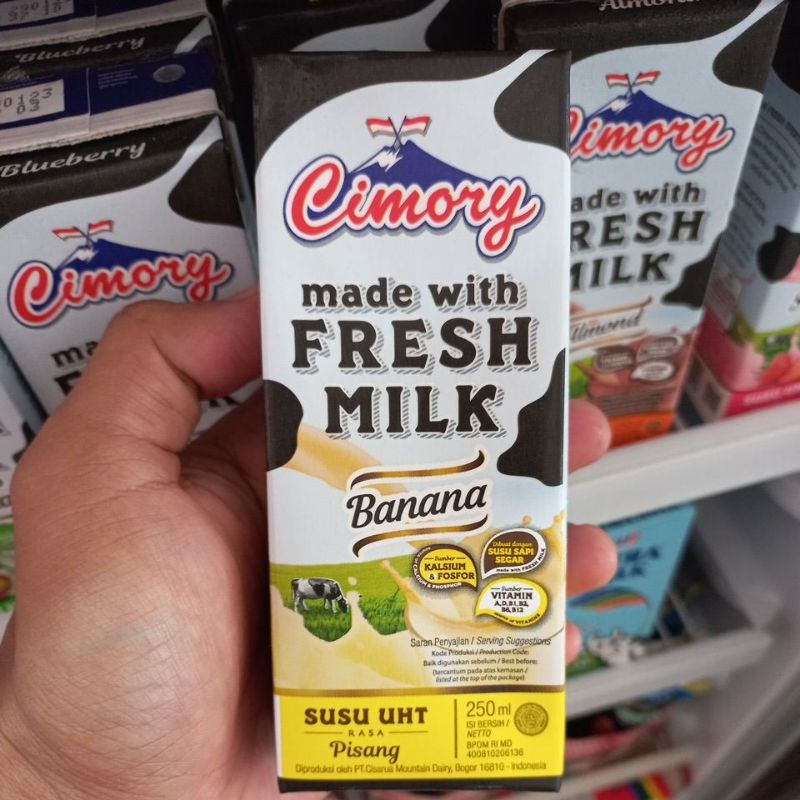 Cimory
made with
FRESH
MILK
Banana
Sumber
KALSIUM
& FOSFOR
Dibuat dengan
SUSU SAPI
SEGAR
made with FRESH MILK
Sumber
VITAMIN
A, D, B1, B2,
B6, B12
Saran Penyajian / Serving Suggestions
Kode Produksi / Production Code:
Baik digunakan sebelum / Best before:
(tercantum pada atas kemasan /
listed at the top of the package)
SUSU UHT
RASA
Pisang
250 ml
ISI BERSIH /
NETTO
BPOM RI MD
400810206136
Diproduksi oleh PT.Cisarua Mountain Dairy, Bogor 16810 - Indonesia
Blueberry
Blueberry
Cimory
Almond
Cimory
made with
FRESH
MILK
Almond